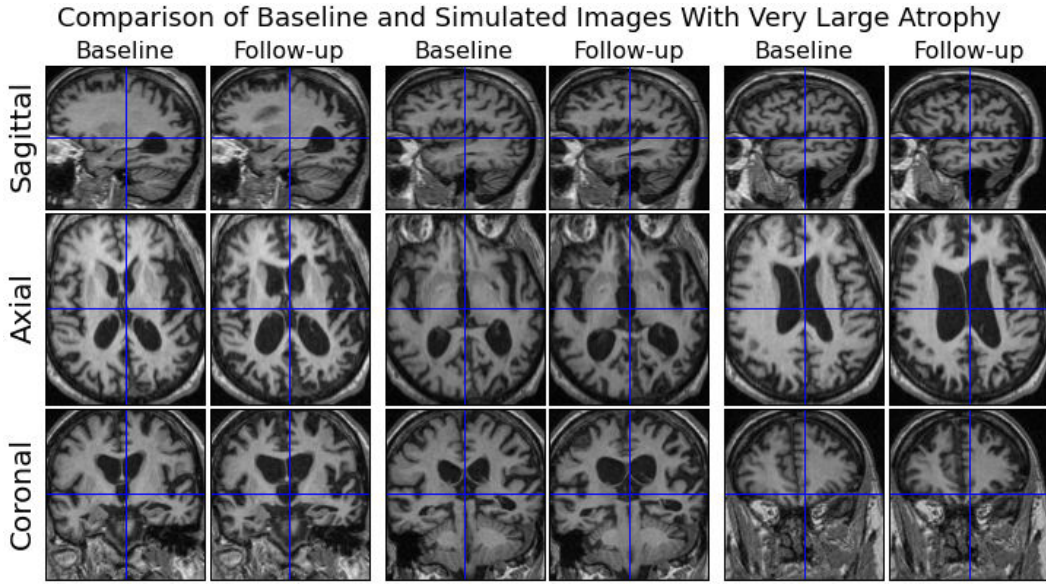 Comparison of Baseline and Simulated Images With Very Large Atrophy
Baseline Follow-up Baseline Follow-up Baseline Follow-up
Sagittal
Axial
Coronal